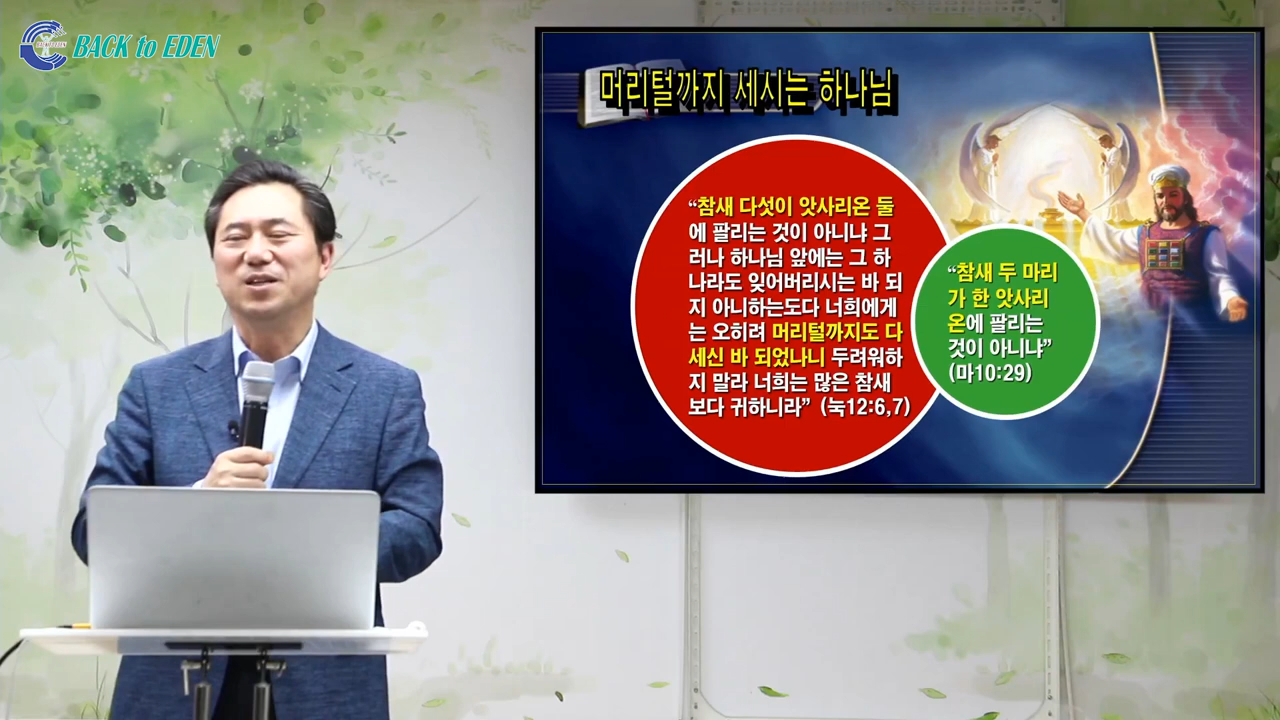 BACK to EDEN
머리털까지 세시는 하나님
“참새 다섯이 앗사리온 둘
에 팔리는 것이 아니냐 그
러나 하나님 앞에는 그 하
나라도 잊어버리시는 바 되
지 아니하는도다 너희에게
는 오히려 머리털까지도 다
세신 바 되었나니 두려워하
지 말라 너희는 많은 참새
보다 귀하니라” (눅12:6,7)
“참새 두 마리
가 한 앗사리
온에 팔리는
것이 아니냐”
(마10:29)